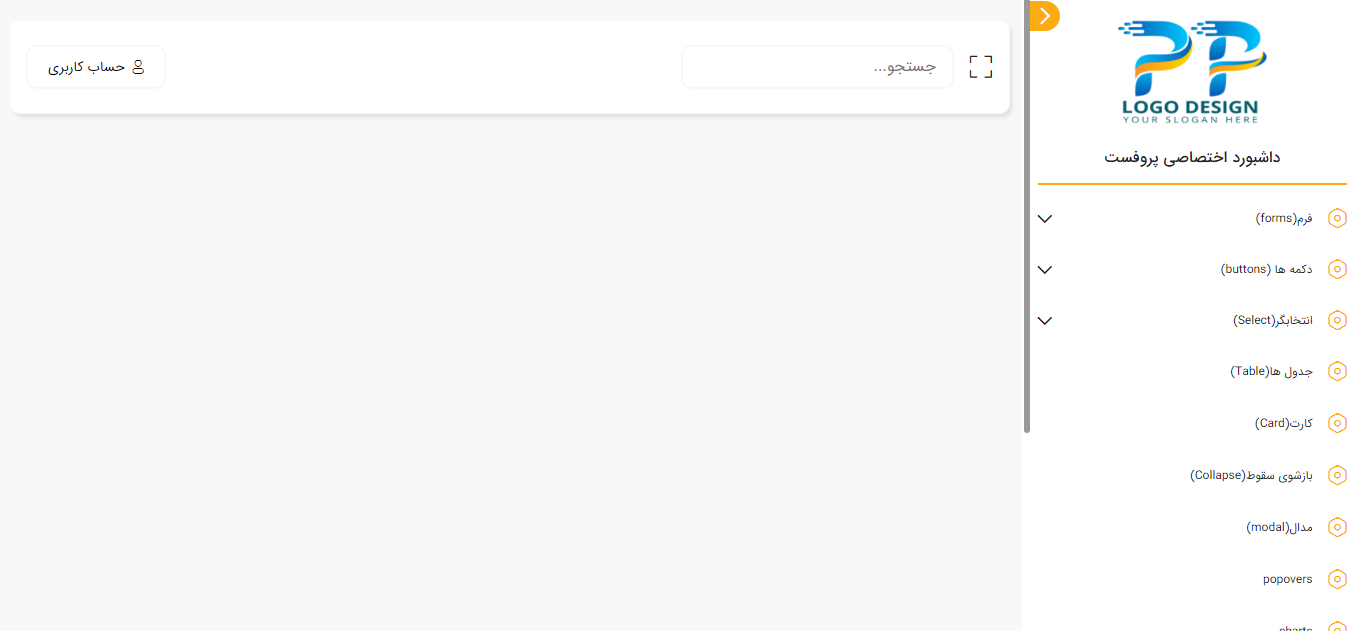 LOGO DESIGN
YOUR SLOGAN HERE
داشبورد اختصاصی پروفست
جستجو...
حساب کاربری
فرم(forms)
دکمه ها (buttons)
انتخابگر(Select)
جدول ها(Table)
کارت(Card)
بازشوی سقوط(Collapse)
مدال(modal)
popovers
charts